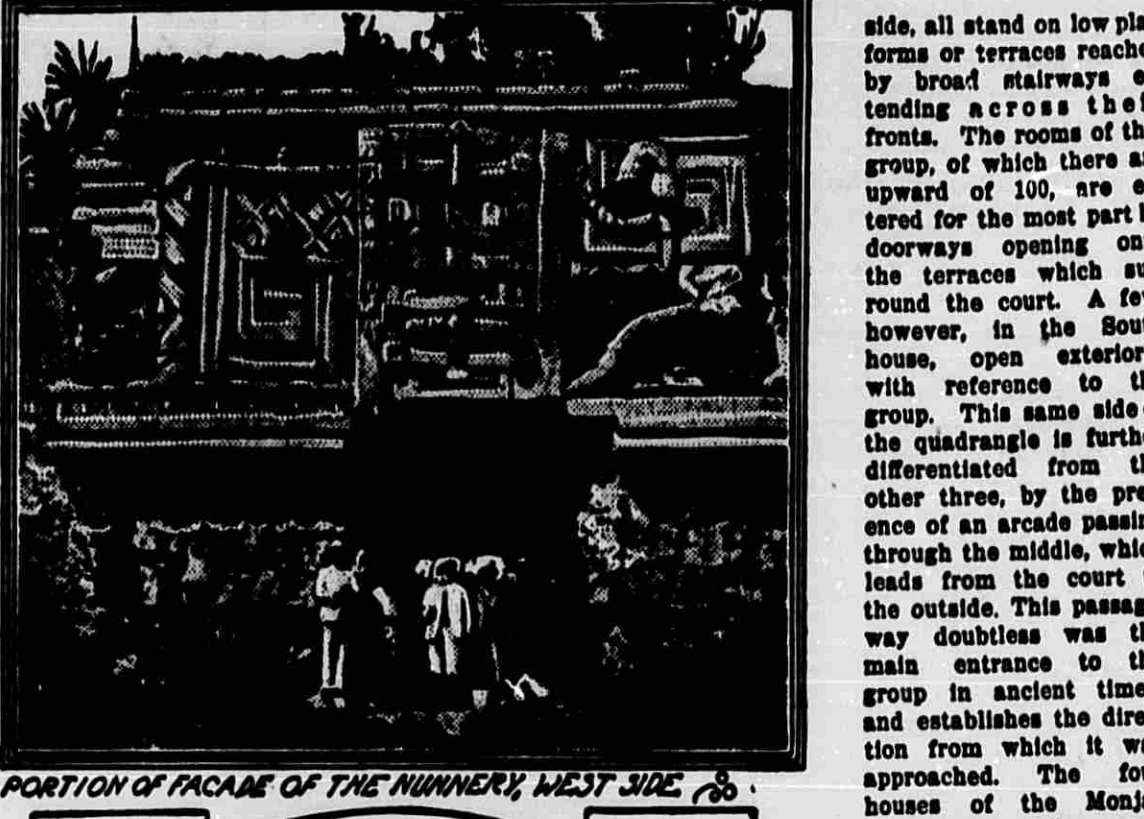 PORTION OF FACADE OF THE NUNNERY, WEST SIDE
side, all stand on low pla
forms or terraces reache
by broad stairways e
tending across thei
fronts. The rooms of th
group, of which there a
upward of 100, are e
tered for the most part
doorways opening on
the terraces which su
round the court. A fe
however, in the Sout
house, open exterior
with reference to th
group. This same side
the quadrangle is furthe
differentiated from th
other three, by the pre
ence of an arcade passin
through the middle, whic
leads from the court
the outside. This passag
way doubtless was th
main entrance to th
group in ancient time
and establishes the dire
tion from which it wa
approached. The fou
houses of the Monj